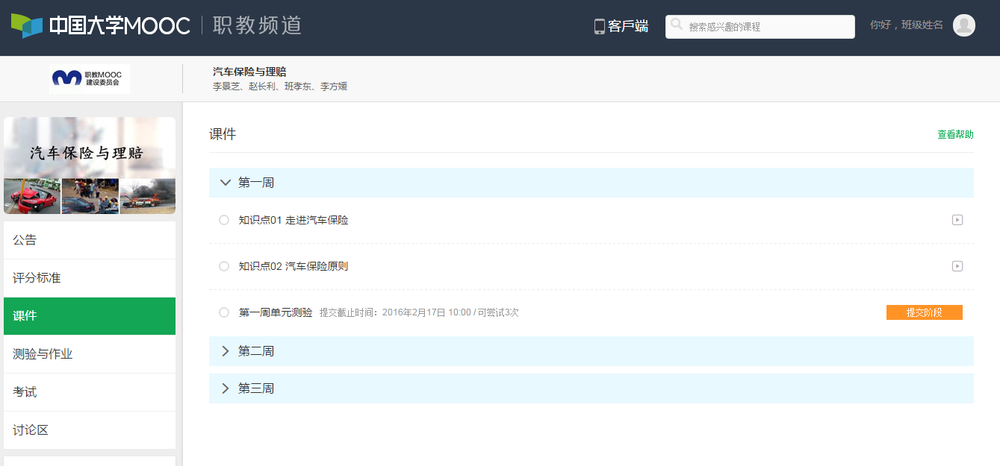 中国大学MOOC 职教频道
客戶端
搜索感兴趣的课程
你好，班级姓名
职教MOOC
建设委员会
汽车保险与理赔
李景芝、赵长利、班孝东、李方媛
汽车保险与理赔
公告
评分标准
课件
测验与作业
考试
讨论区
课件
查看帮助
第一周
知识点01 走进汽车保险
知识点02 汽车保险原则
第一周单元测验 提交截止时间：2016年2月17日 10:00 / 可尝试3次
提交阶段
第二周
第三周